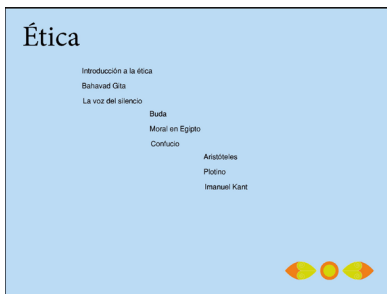 Ética
Introducción a la ética
Bahavad Gita
La voz del silencio
Buda
Moral en Egipto
Confucio
Aristóteles
Plotino
Imanuel Kant